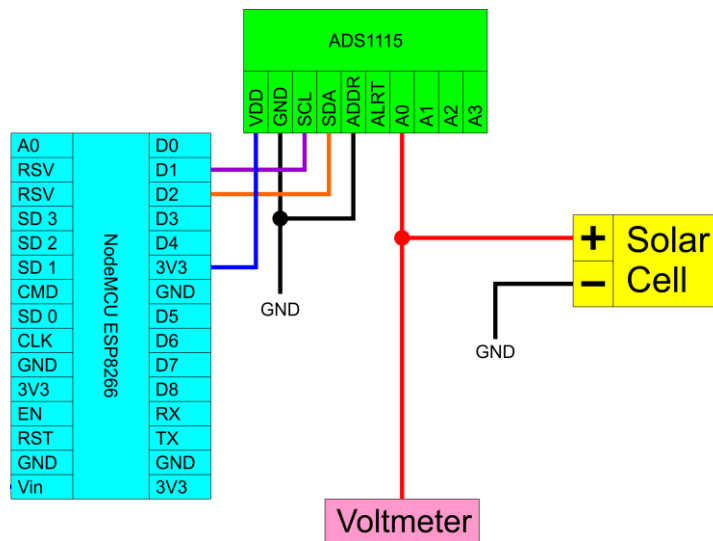 ADS1115
VDD GND SCL SDA ADDR ALRT A0 A1 A2 A3
A0 D0
RSV D1
RSV D2
SD 3 D3
SD 2 D4
SD 1 3V3
CMD GND
SD 0 D5
CLK D6
GND D7
3V3 D8
EN RX
RST TX
GND GND
Vin 3V3
NodeMCU ESP8266
GND
+ Solar
− Cell
GND
Voltmeter